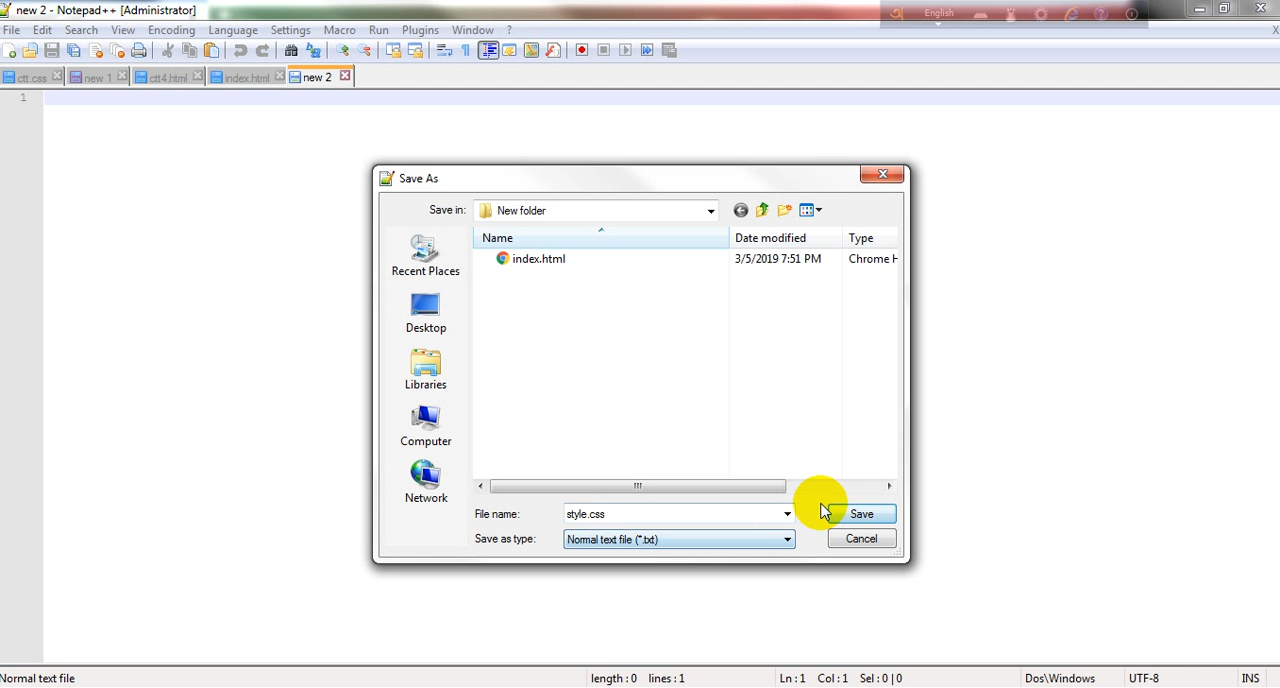 new 2 - Notepad++ [Administrator]
English
File Edit Search View Encoding Language Settings Macro Run Plugins Window ? X
ctt.css new 1 ctt4.html index.html new 2
1
Save As
Save in: New folder
Name Date modified Type
index.html 3/5/2019 7:51 PM Chrome H
Recent Places
Desktop
Libraries
Computer
Network
File name: style.css Save
Save as type: Normal text file (*.txt) Cancel
Normal text file length : 0 lines : 1 Ln : 1 Col : 1 Sel : 0 | 0 Dos\Windows UTF-8 INS